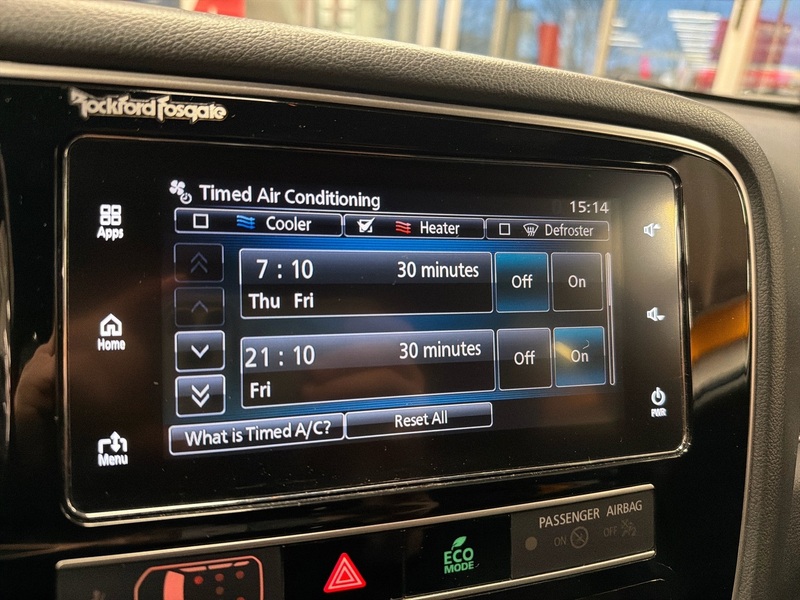 Rockford Fosgate
Timed Air Conditioning
15:14
Cooler Heater Defroster
7 : 10 30 minutes Off On
Thu Fri
21 : 10 30 minutes Off On
Fri
What is Timed A/C? Reset All
Apps
Home
Menu
PWR
PASSENGER AIRBAG
ON OFF
ECO
MODE